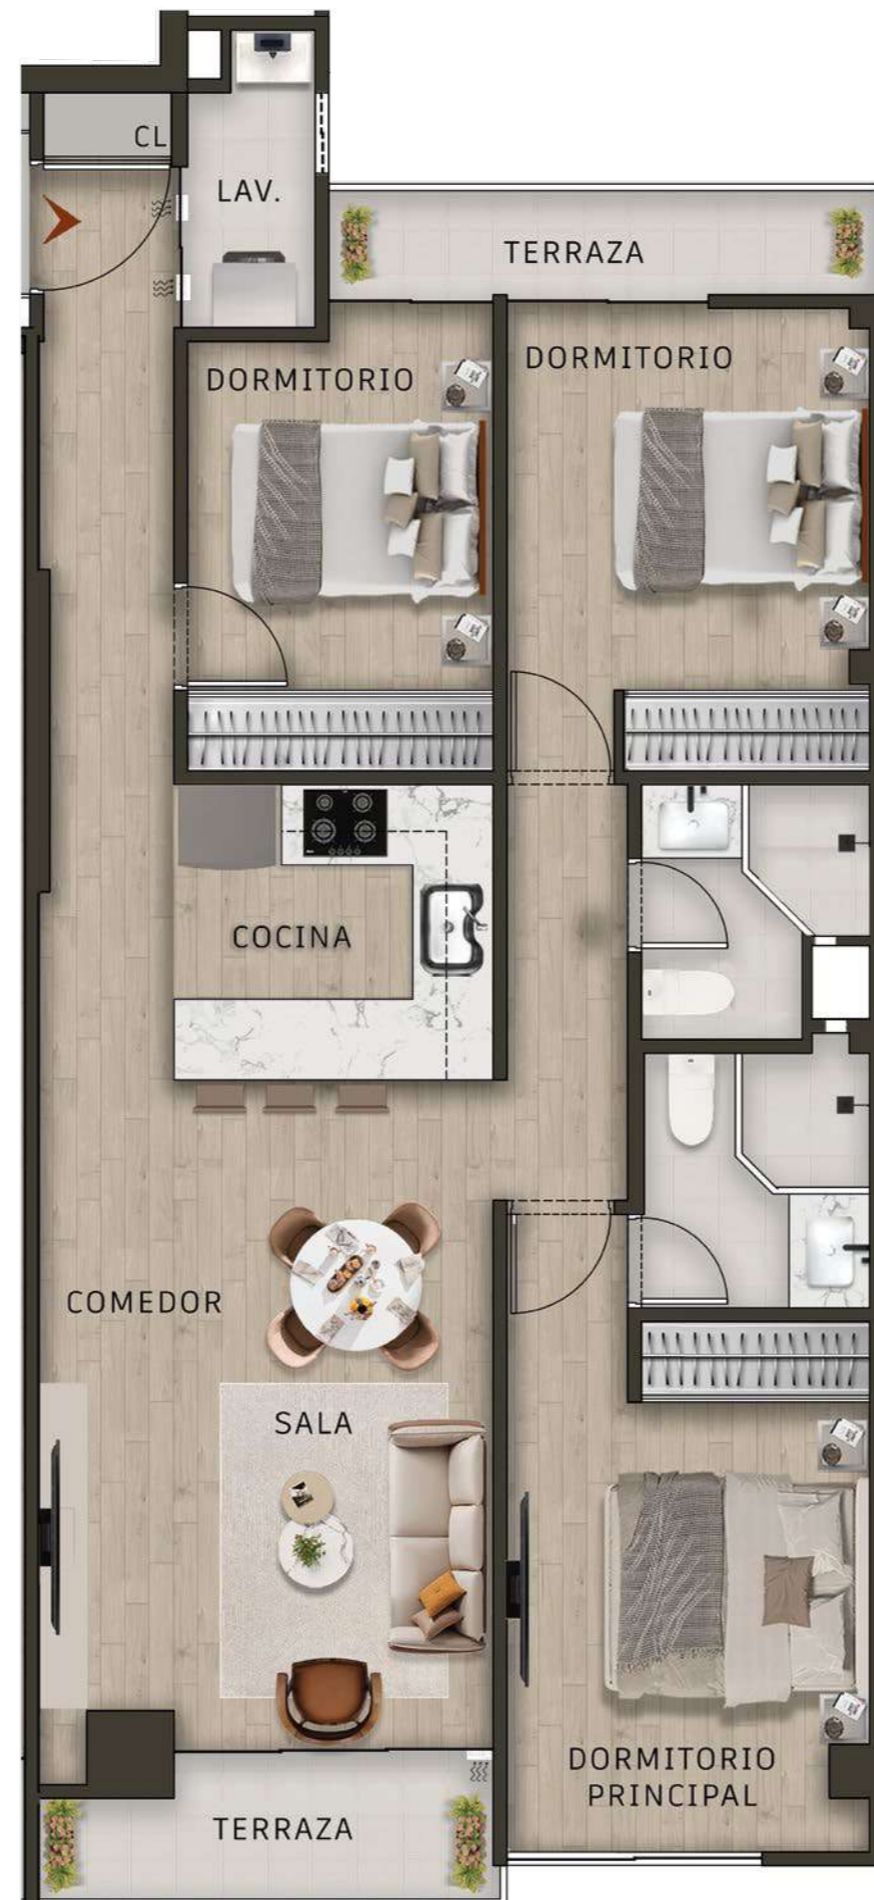 CL
LAV.
TERRAZA
DORMITORIO
DORMITORIO
COCINA
COMEDOR
SALA
DORMITORIO
PRINCIPAL
TERRAZA